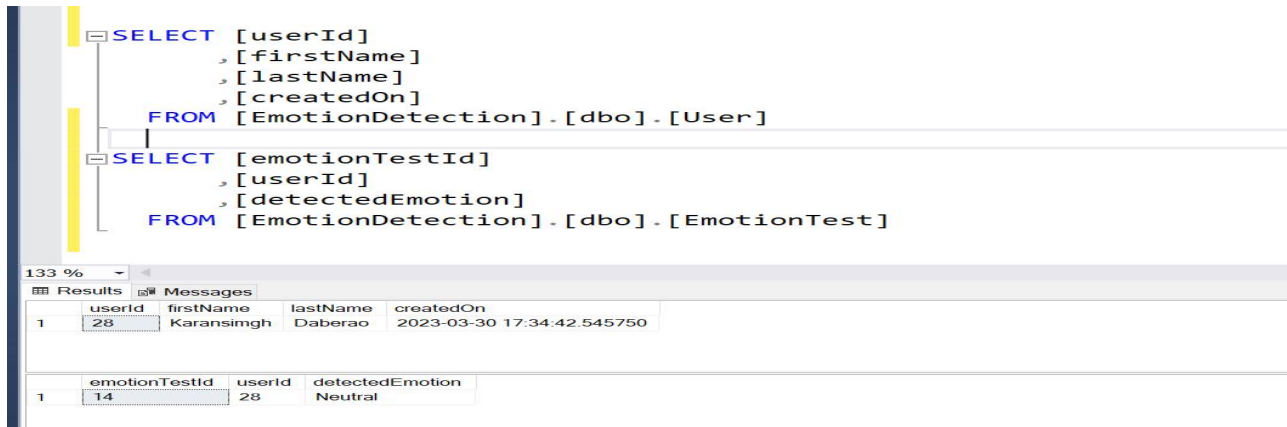 SELECT [userId]
,[firstName]
,[lastName]
,[createdOn]
FROM [EmotionDetection].[dbo].[User]
SELECT [emotionTestId]
,[userId]
,[detectedEmotion]
FROM [EmotionDetection].[dbo].[EmotionTest]
133 %
Results Messages
userId firstName lastName createdOn
1 28 Karansimgh Daberao 2023-03-30 17:34:42.545750
emotionTestId userId detectedEmotion
1 14 28 Neutral